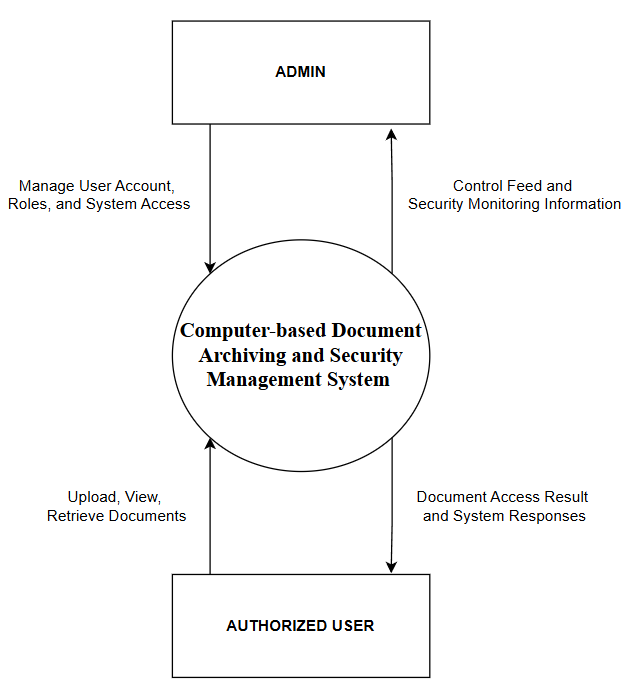 ADMIN
Manage User Account,
Roles, and System Access
Control Feed and
Security Monitoring Information
Computer-based Document
Archiving and Security
Management System
Upload, View,
Retrieve Documents
Document Access Result
and System Responses
AUTHORIZED USER